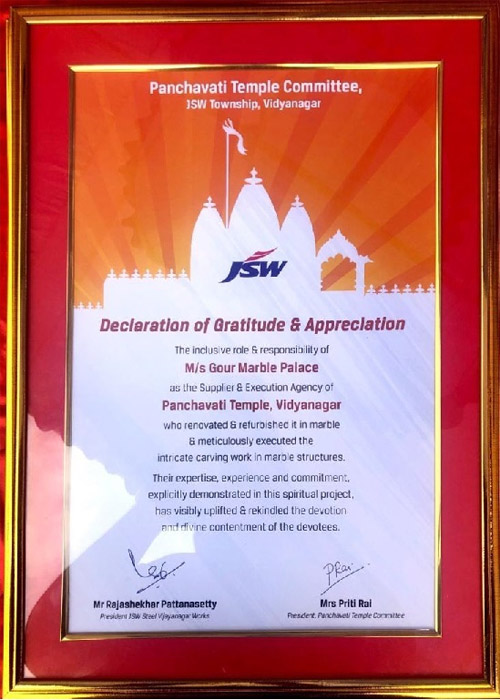 Panchavati Temple Committee,
JSW Township, Vidyanagar
JSW
Declaration of Gratitude & Appreciation
The inclusive role & responsibility of
M/s Gour Marble Palace
as the Supplier & Execution Agency of
Panchavati Temple, Vidyanagar
who renovated & refurbished it in marble
& meticulously executed the
intricate carving work in marble structures.
Their expertise, experience and commitment,
explicitly demonstrated in this spiritual project,
has visibly uplifted & rekindled the devotion
and divine contentment of the devotees.
PRai
Mr Rajashekhar Pattanasetty
Mrs Priti Rai
President JSW Steel Vijayanagar Works
President: Panchavati Temple Committee